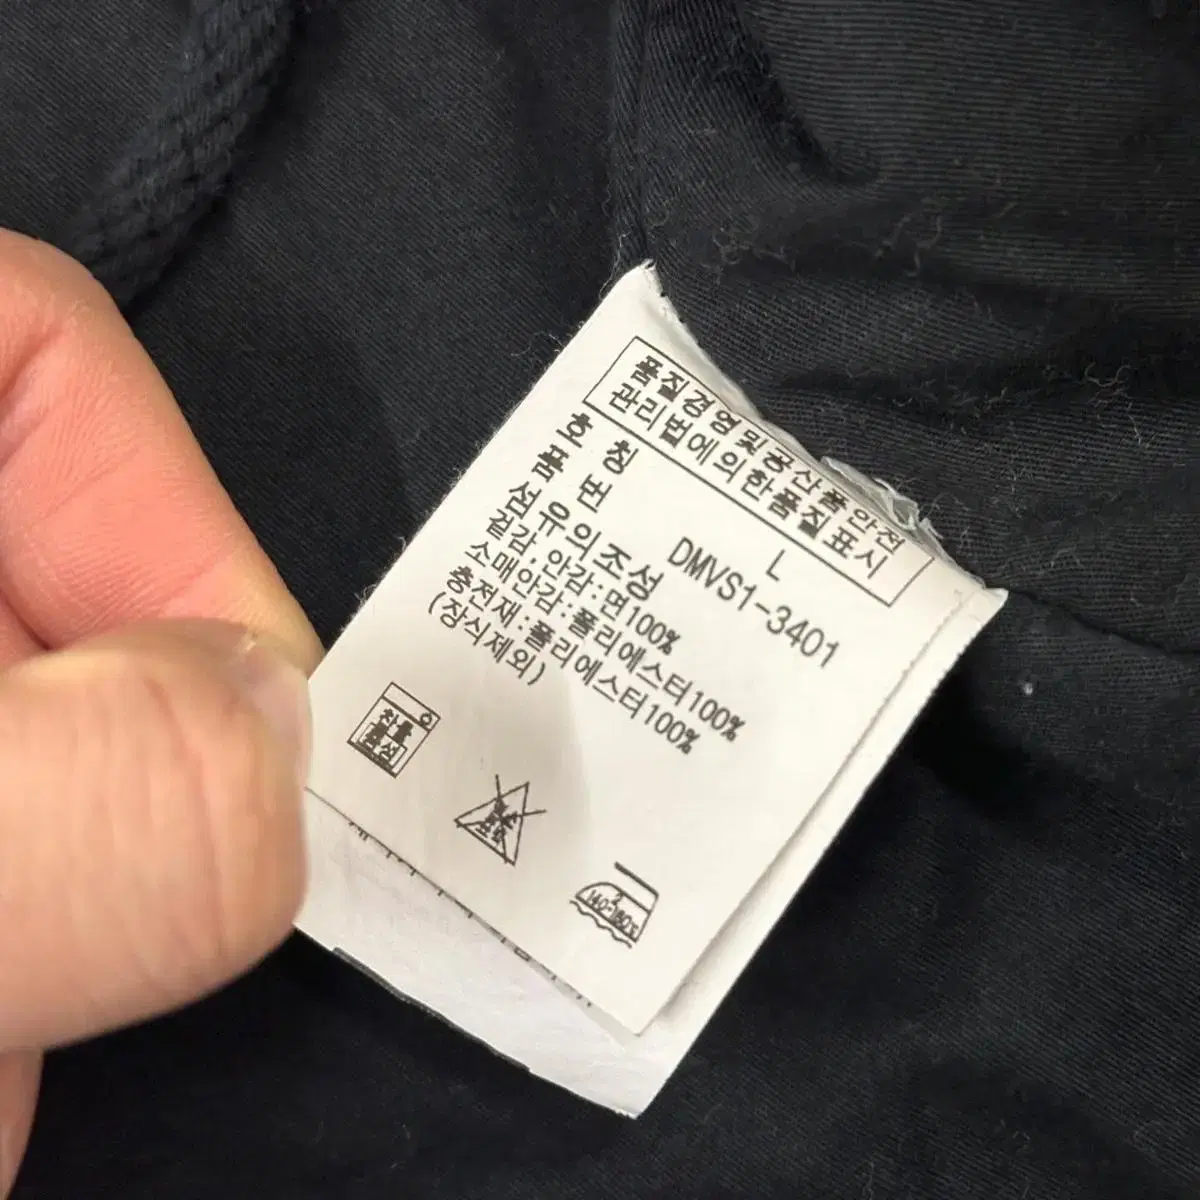 품질경영및공산품안전
관리법에의한품질표시
호 칭 L
품 번 DMVS1-3401
섬유의조성
겉감,안감:면100%
소매안감:폴리에스터100%
충전재:폴리에스터100%
(장식제외)
140~160℃